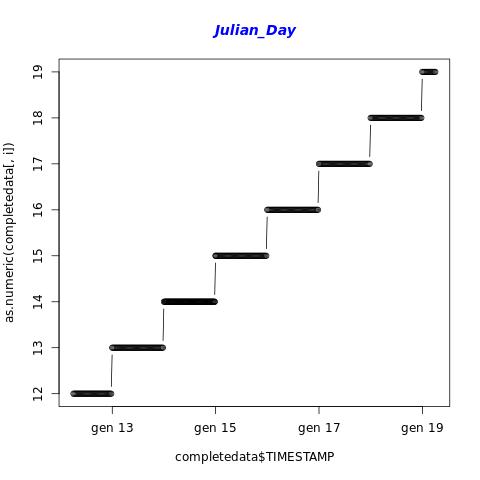 Julian_Day
as.numeric(completedata[, i])
19
18
17
16
15
14
13
12
gen 13 gen 15 gen 17 gen 19
completedata$TIMESTAMP